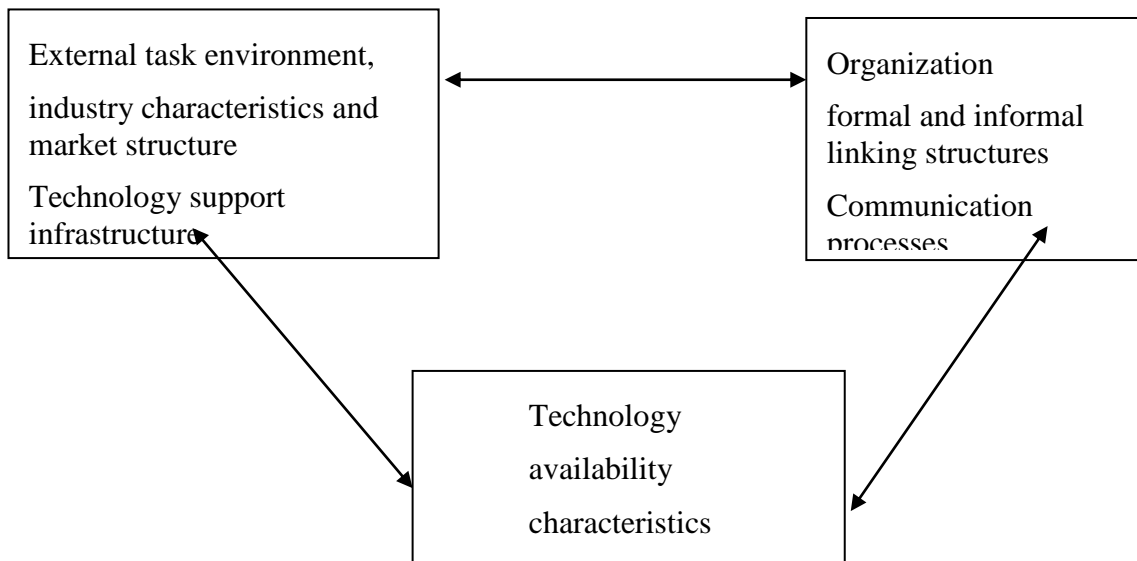 External task environment,
industry characteristics and
market structure
Technology support
infrastructure
Organization
formal and informal
linking structures
Communication
processes
Technology
availability
characteristics